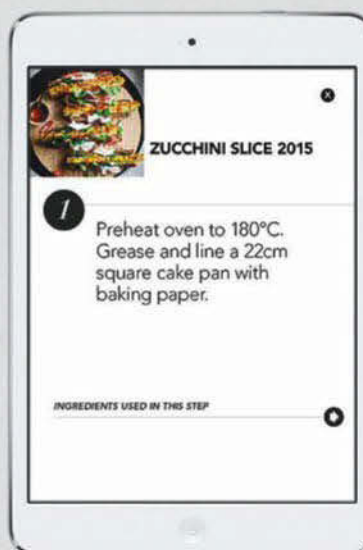 ZUCCHINI SLICE 2015
1
Preheat oven to 180°C.
Grease and line a 22cm
square cake pan with
baking paper.
INGREDIENTS USED IN THIS STEP